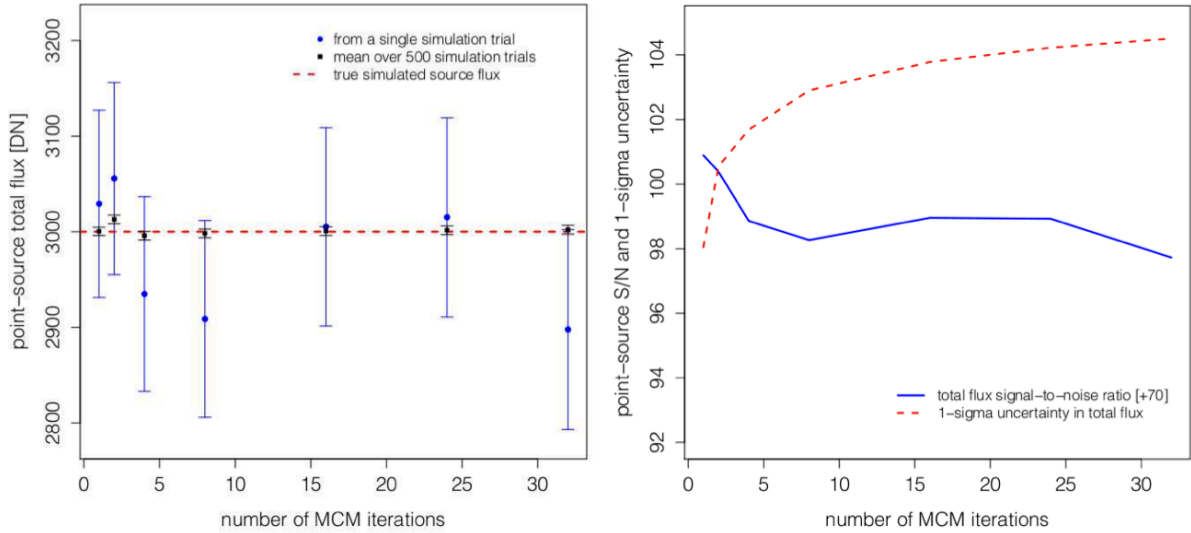 from a single simulation trial
mean over 500 simulation trials
true simulated source flux
point-source total flux [DN]
3200
3100
3000
2900
2800
0 5 10 15 20 25 30
number of MCM iterations
point-source S/N and 1-sigma uncertainty
104
102
100
98
96
94
92
total flux signal-to-noise ratio [+70]
1-sigma uncertainty in total flux
0 5 10 15 20 25 30
number of MCM iterations